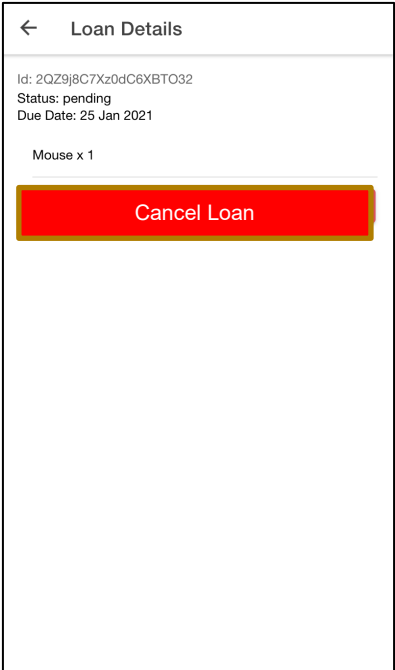 Loan Details
Id: 2QZ9j8C7Xz0dC6XBTO32
Status: pending
Due Date: 25 Jan 2021
Mouse x 1
Cancel Loan